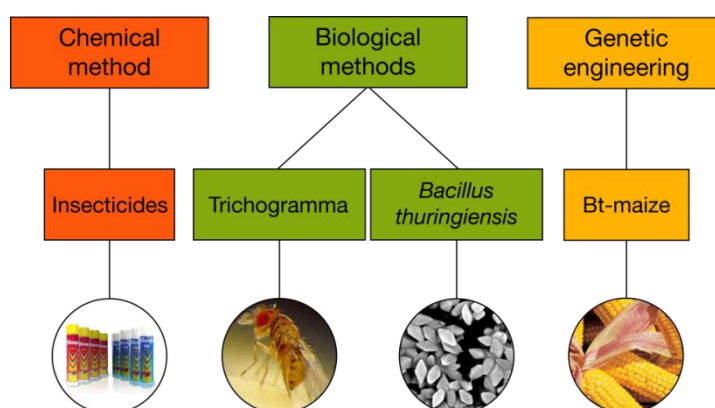 Chemical
method
Biological
methods
Genetic
engineering
Insecticides
Trichogramma
Bacillus
thuringiensis
Bt-maize